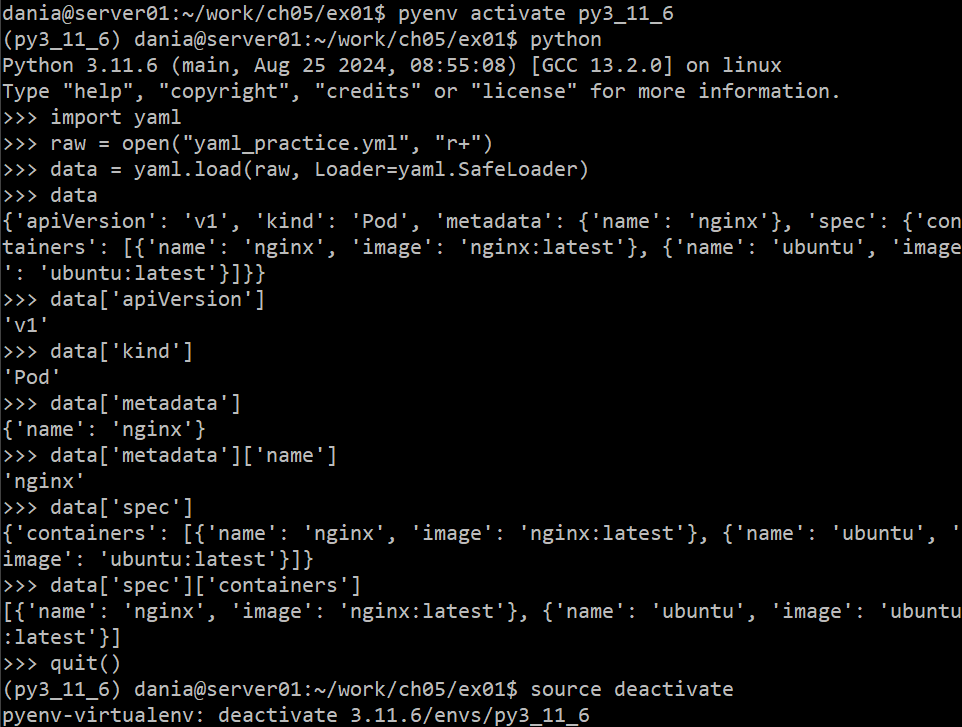 dania@server01:~/work/ch05/ex01$ pyenv activate py3_11_6
(py3_11_6) dania@server01:~/work/ch05/ex01$ python
Python 3.11.6 (main, Aug 25 2024, 08:55:08) [GCC 13.2.0] on linux
Type "help", "copyright", "credits" or "license" for more information.
>>> import yaml
>>> raw = open("yaml_practice.yml", "r+")
>>> data = yaml.load(raw, Loader=yaml.SafeLoader)
>>> data
{'apiVersion': 'v1', 'kind': 'Pod', 'metadata': {'name': 'nginx'}, 'spec': {'con
tainers': [{'name': 'nginx', 'image': 'nginx:latest'}, {'name': 'ubuntu', 'image
': 'ubuntu:latest'}]}}
>>> data['apiVersion']
'v1'
>>> data['kind']
'Pod'
>>> data['metadata']
{'name': 'nginx'}
>>> data['metadata']['name']
'nginx'
>>> data['spec']
{'containers': [{'name': 'nginx', 'image': 'nginx:latest'}, {'name': 'ubuntu', '
image': 'ubuntu:latest'}]}
>>> data['spec']['containers']
[{'name': 'nginx', 'image': 'nginx:latest'}, {'name': 'ubuntu', 'image': 'ubuntu
:latest'}]
>>> quit()
(py3_11_6) dania@server01:~/work/ch05/ex01$ source deactivate
pyenv-virtualenv: deactivate 3.11.6/envs/py3_11_6